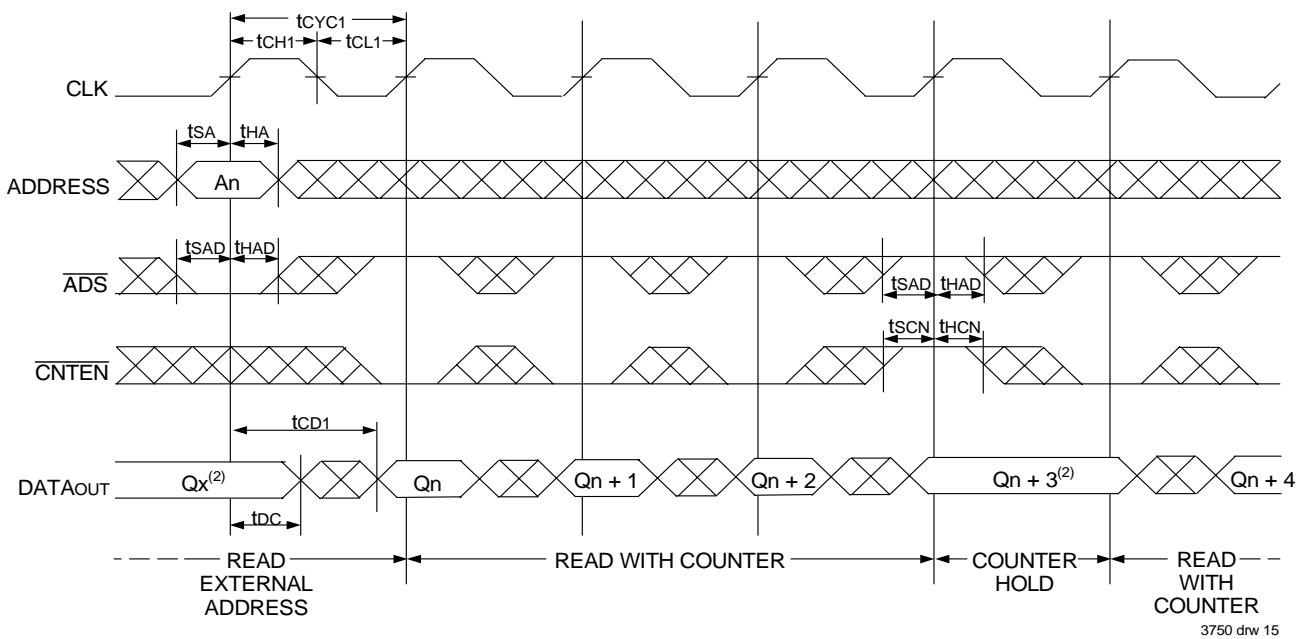 tCYC1
tCH1 tCL1
CLK
tSA tHA
ADDRESS An
tSAD tHAD
ADS
tSAD tHAD
tSCN tHCN
CNTEN
tCD1
DATAOUT Qx(2) Qn Qn + 1 Qn + 2 Qn + 3(2) Qn + 4
tDC
READ EXTERNAL ADDRESS
READ WITH COUNTER
COUNTER HOLD
READ WITH COUNTER
3750 drw 15